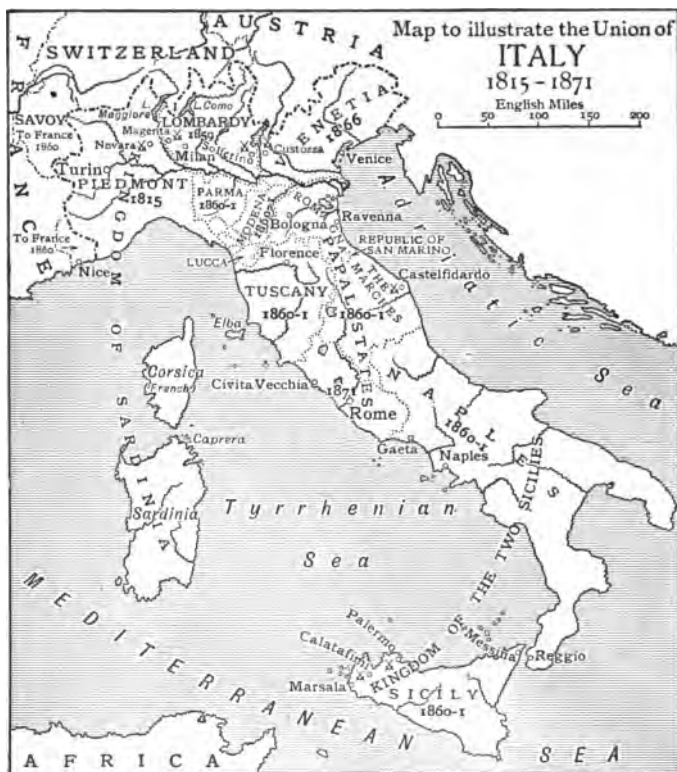 Map to illustrate the Union of
ITALY
1815–1871
English Miles
0 50 100 150 200
AUSTRIA
SWITZERLAND
FRANCE
SAVOY
To France
1860
L. Maggiore
L. Como
LOMBARDY
1859
VENETIA
1866
Magenta
Novara
Milan
Solferino
Custozza
Venice
Turin
PIEDMONT
1815
PARMA
1860-1
MODENA
1860-1
ROMAGNA
Bologna
Ravenna
REPUBLIC OF
SAN MARINO
To France
1860
Nice
LUCCA
Florence
THE
MARCHES
Castelfidardo
TUSCANY
1860-1
PAPAL STATES
1860-1
Adriatic Sea
Elba
Corsica
(French)
Civita Vecchia
1871
Rome
NAPLES
1860-1
Caprera
Gaeta
Naples
KINGDOM OF SARDINIA
Sardinia
Tyrrhenian
Sea
KINGDOM OF THE TWO SICILIES
Palermo
Calatafimi
Messina
Reggio
Marsala
SICILY
1860-1
MEDITERRANEAN SEA
AFRICA